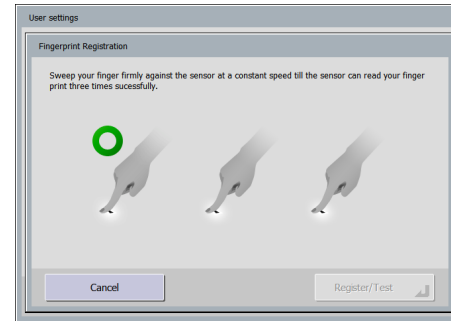 User settings
Fingerprint Registration
Sweep your finger firmly against the sensor at a constant speed till the sensor can read your finger
print three times sucessfully.
Cancel
Register/Test